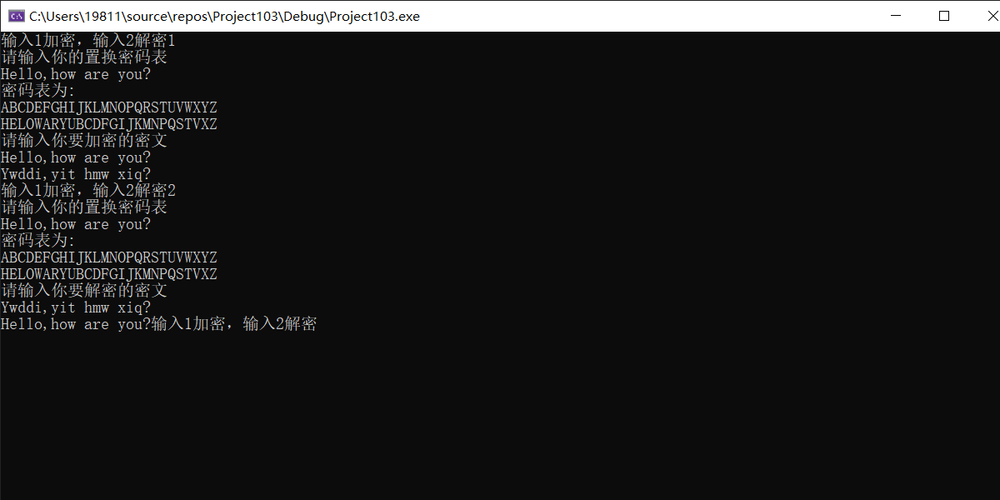 C:\Users\19811\source\repos\Project103\Debug\Project103.exe
输入1加密，输入2解密1
请输入你的置换密码表
Hello,how are you?
密码表为:
ABCDEFGHIJKLMNOPQRSTUVWXYZ
HELOWARYUBCDFGIJKMNPQSTVXZ
请输入你要加密的密文
Hello,how are you?
Ywddi,yit hmw xiq?
输入1加密，输入2解密2
请输入你的置换密码表
Hello,how are you?
密码表为:
ABCDEFGHIJKLMNOPQRSTUVWXYZ
HELOWARYUBCDFGIJKMNPQSTVXZ
请输入你要解密的密文
Ywddi,yit hmw xiq?
Hello,how are you?输入1加密，输入2解密